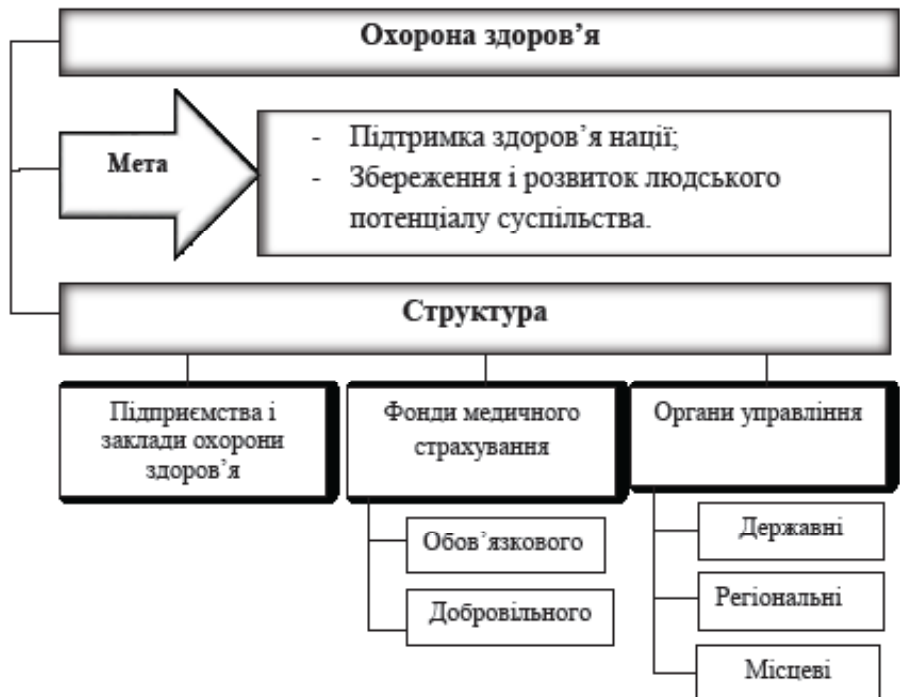 Охорона здоров’я
Мета
- Підтримка здоров’я нації;
- Збереження і розвиток людського
потенціалу суспільства.
Структура
Підприємства і
заклади охорони
здоров’я
Фонди медичного
страхування
Обов’язкового
Добровільного
Органи управління
Державні
Регіональні
Місцеві